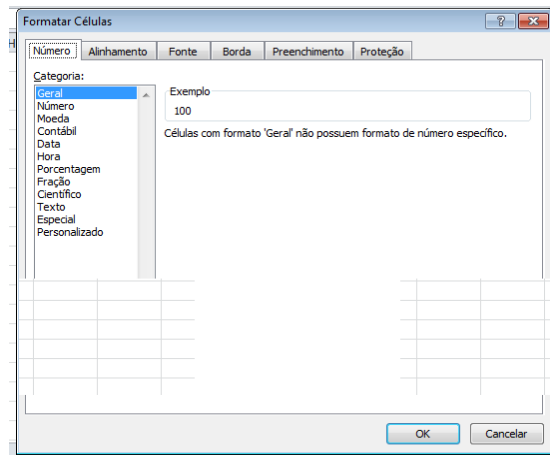 Formatar Células
H
Número Alinhamento Fonte Borda Preenchimento Proteção
Categoria:
Geral
Número
Moeda
Contábil
Data
Hora
Porcentagem
Fração
Científico
Texto
Especial
Personalizado
Exemplo
100
Células com formato 'Geral' não possuem formato de número específico.
OK Cancelar